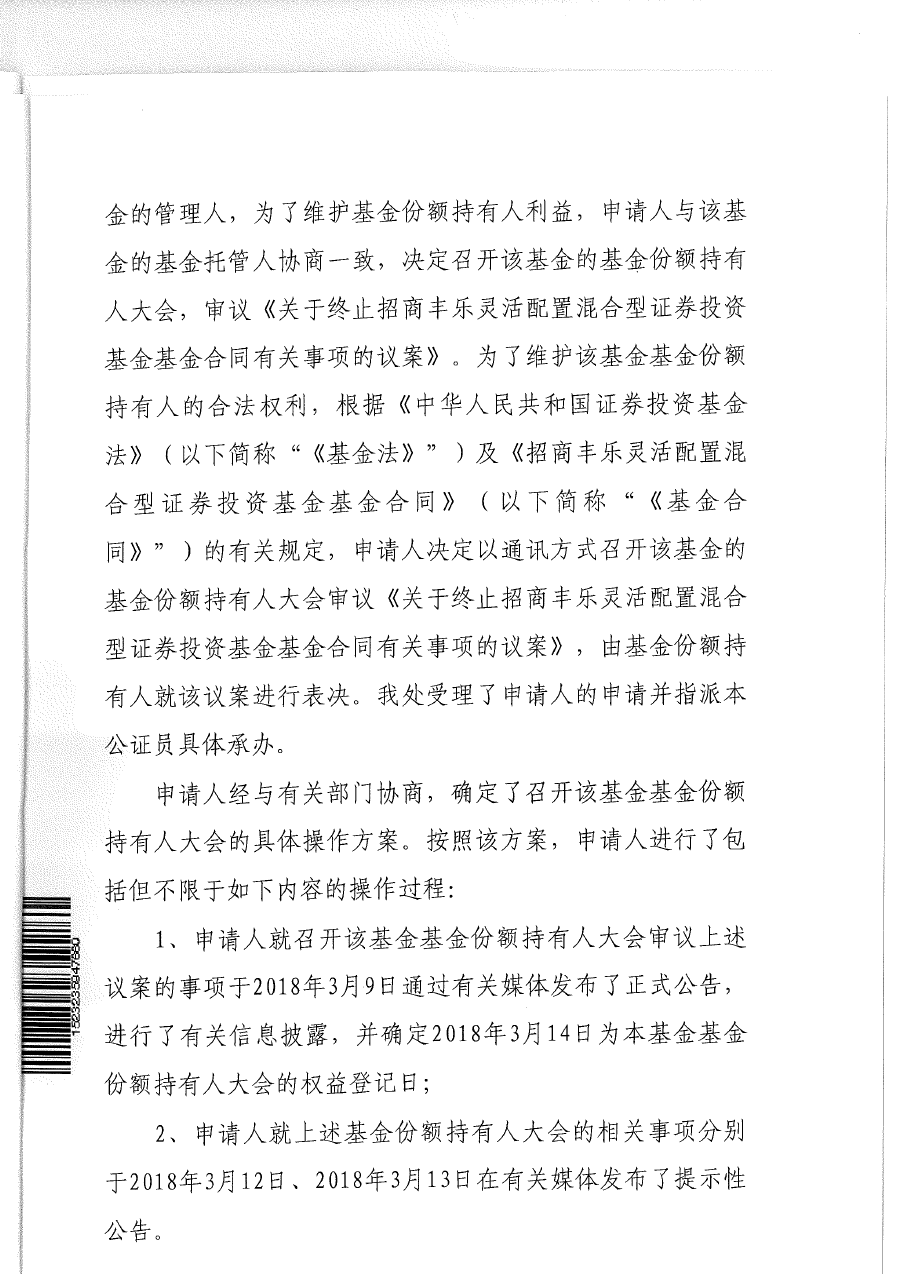 金的管理人，为了维护基金份额持有人利益，申请人与该基
金的基金托管人协商一致，决定召开该基金的基金份额持有
人大会，审议《关于终止招商丰乐灵活配置混合型证券投资
基金基金合同有关事项的议案》。为了维护该基金基金份额
持有人的合法权利，根据《中华人民共和国证券投资基金
法》（以下简称“《基金法》”）及《招商丰乐灵活配置混
合型证券投资基金基金合同》（以下简称“《基金合
同》”）的有关规定，申请人决定以通讯方式召开该基金的
基金份额持有人大会审议《关于终止招商丰乐灵活配置混合
型证券投资基金基金合同有关事项的议案》，由基金份额持
有人就该议案进行表决。我处受理了申请人的申请并指派本
公证员具体承办。
申请人经与有关部门协商，确定了召开该基金基金份额
持有人大会的具体操作方案。按照该方案，申请人进行了包
括但不限于如下内容的操作过程：
1、申请人就召开该基金基金份额持有人大会审议上述
议案的事项于2018年3月9日通过有关媒体发布了正式公告，
进行了有关信息披露，并确定2018年3月14日为本基金基金
份额持有人大会的权益登记日；
2、申请人就上述基金份额持有人大会的相关事项分别
于2018年3月12日、2018年3月13日在有关媒体发布了提示性
公告。
1523235947660